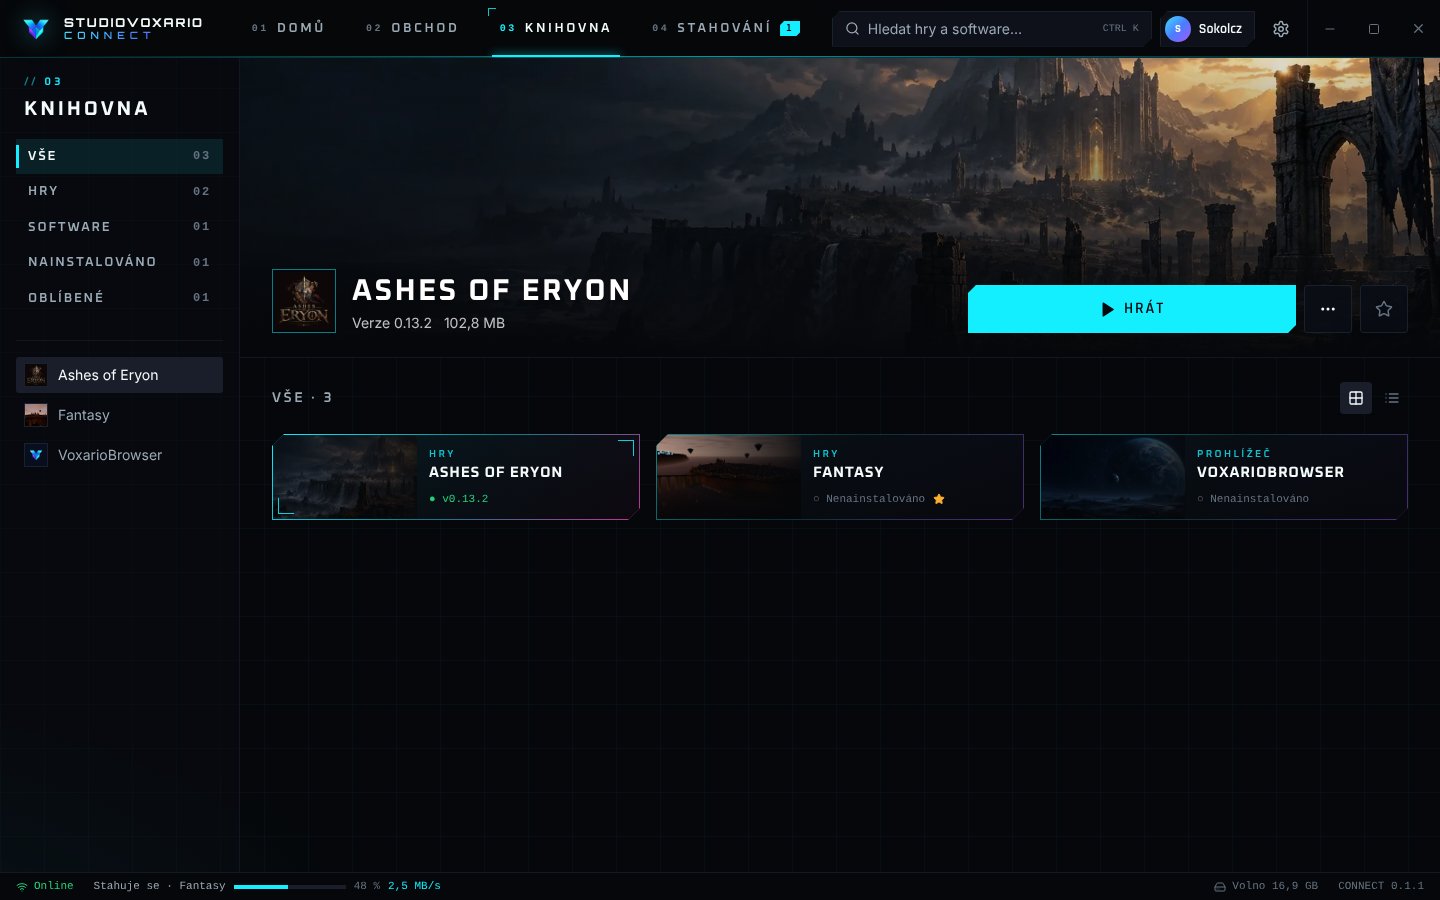 STUDIOVOXARIO
CONNECT
01 DOMŮ
02 OBCHOD
03 KNIHOVNA
04 STAHOVÁNÍ 1
Hledat hry a software...
CTRL K
S
Sokolcz
// 03
KNIHOVNA
VŠE 03
HRY 02
SOFTWARE 01
NAINSTALOVÁNO 01
OBLÍBENÉ 01
Ashes of Eryon
Fantasy
VoxarioBrowser
ASHES
ERYON
ASHES OF ERYON
Verze 0.13.2 102,8 MB
HRÁT
VŠE · 3
HRY
ASHES OF ERYON
v0.13.2
HRY
FANTASY
Nenainstalováno
PROHLÍŽEČ
VOXARIOBROWSER
Nenainstalováno
Online
Stahuje se · Fantasy 48 % 2,5 MB/s
Volno 16,9 GB
CONNECT 0.1.1